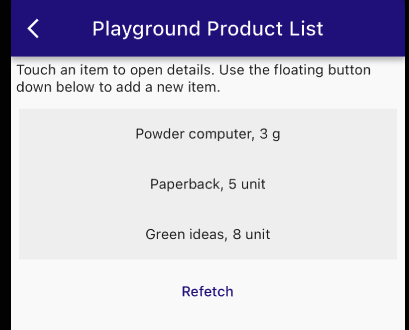 Playground Product List
Touch an item to open details. Use the floating button
down below to add a new item.
Powder computer, 3 g
Paperback, 5 unit
Green ideas, 8 unit
Refetch